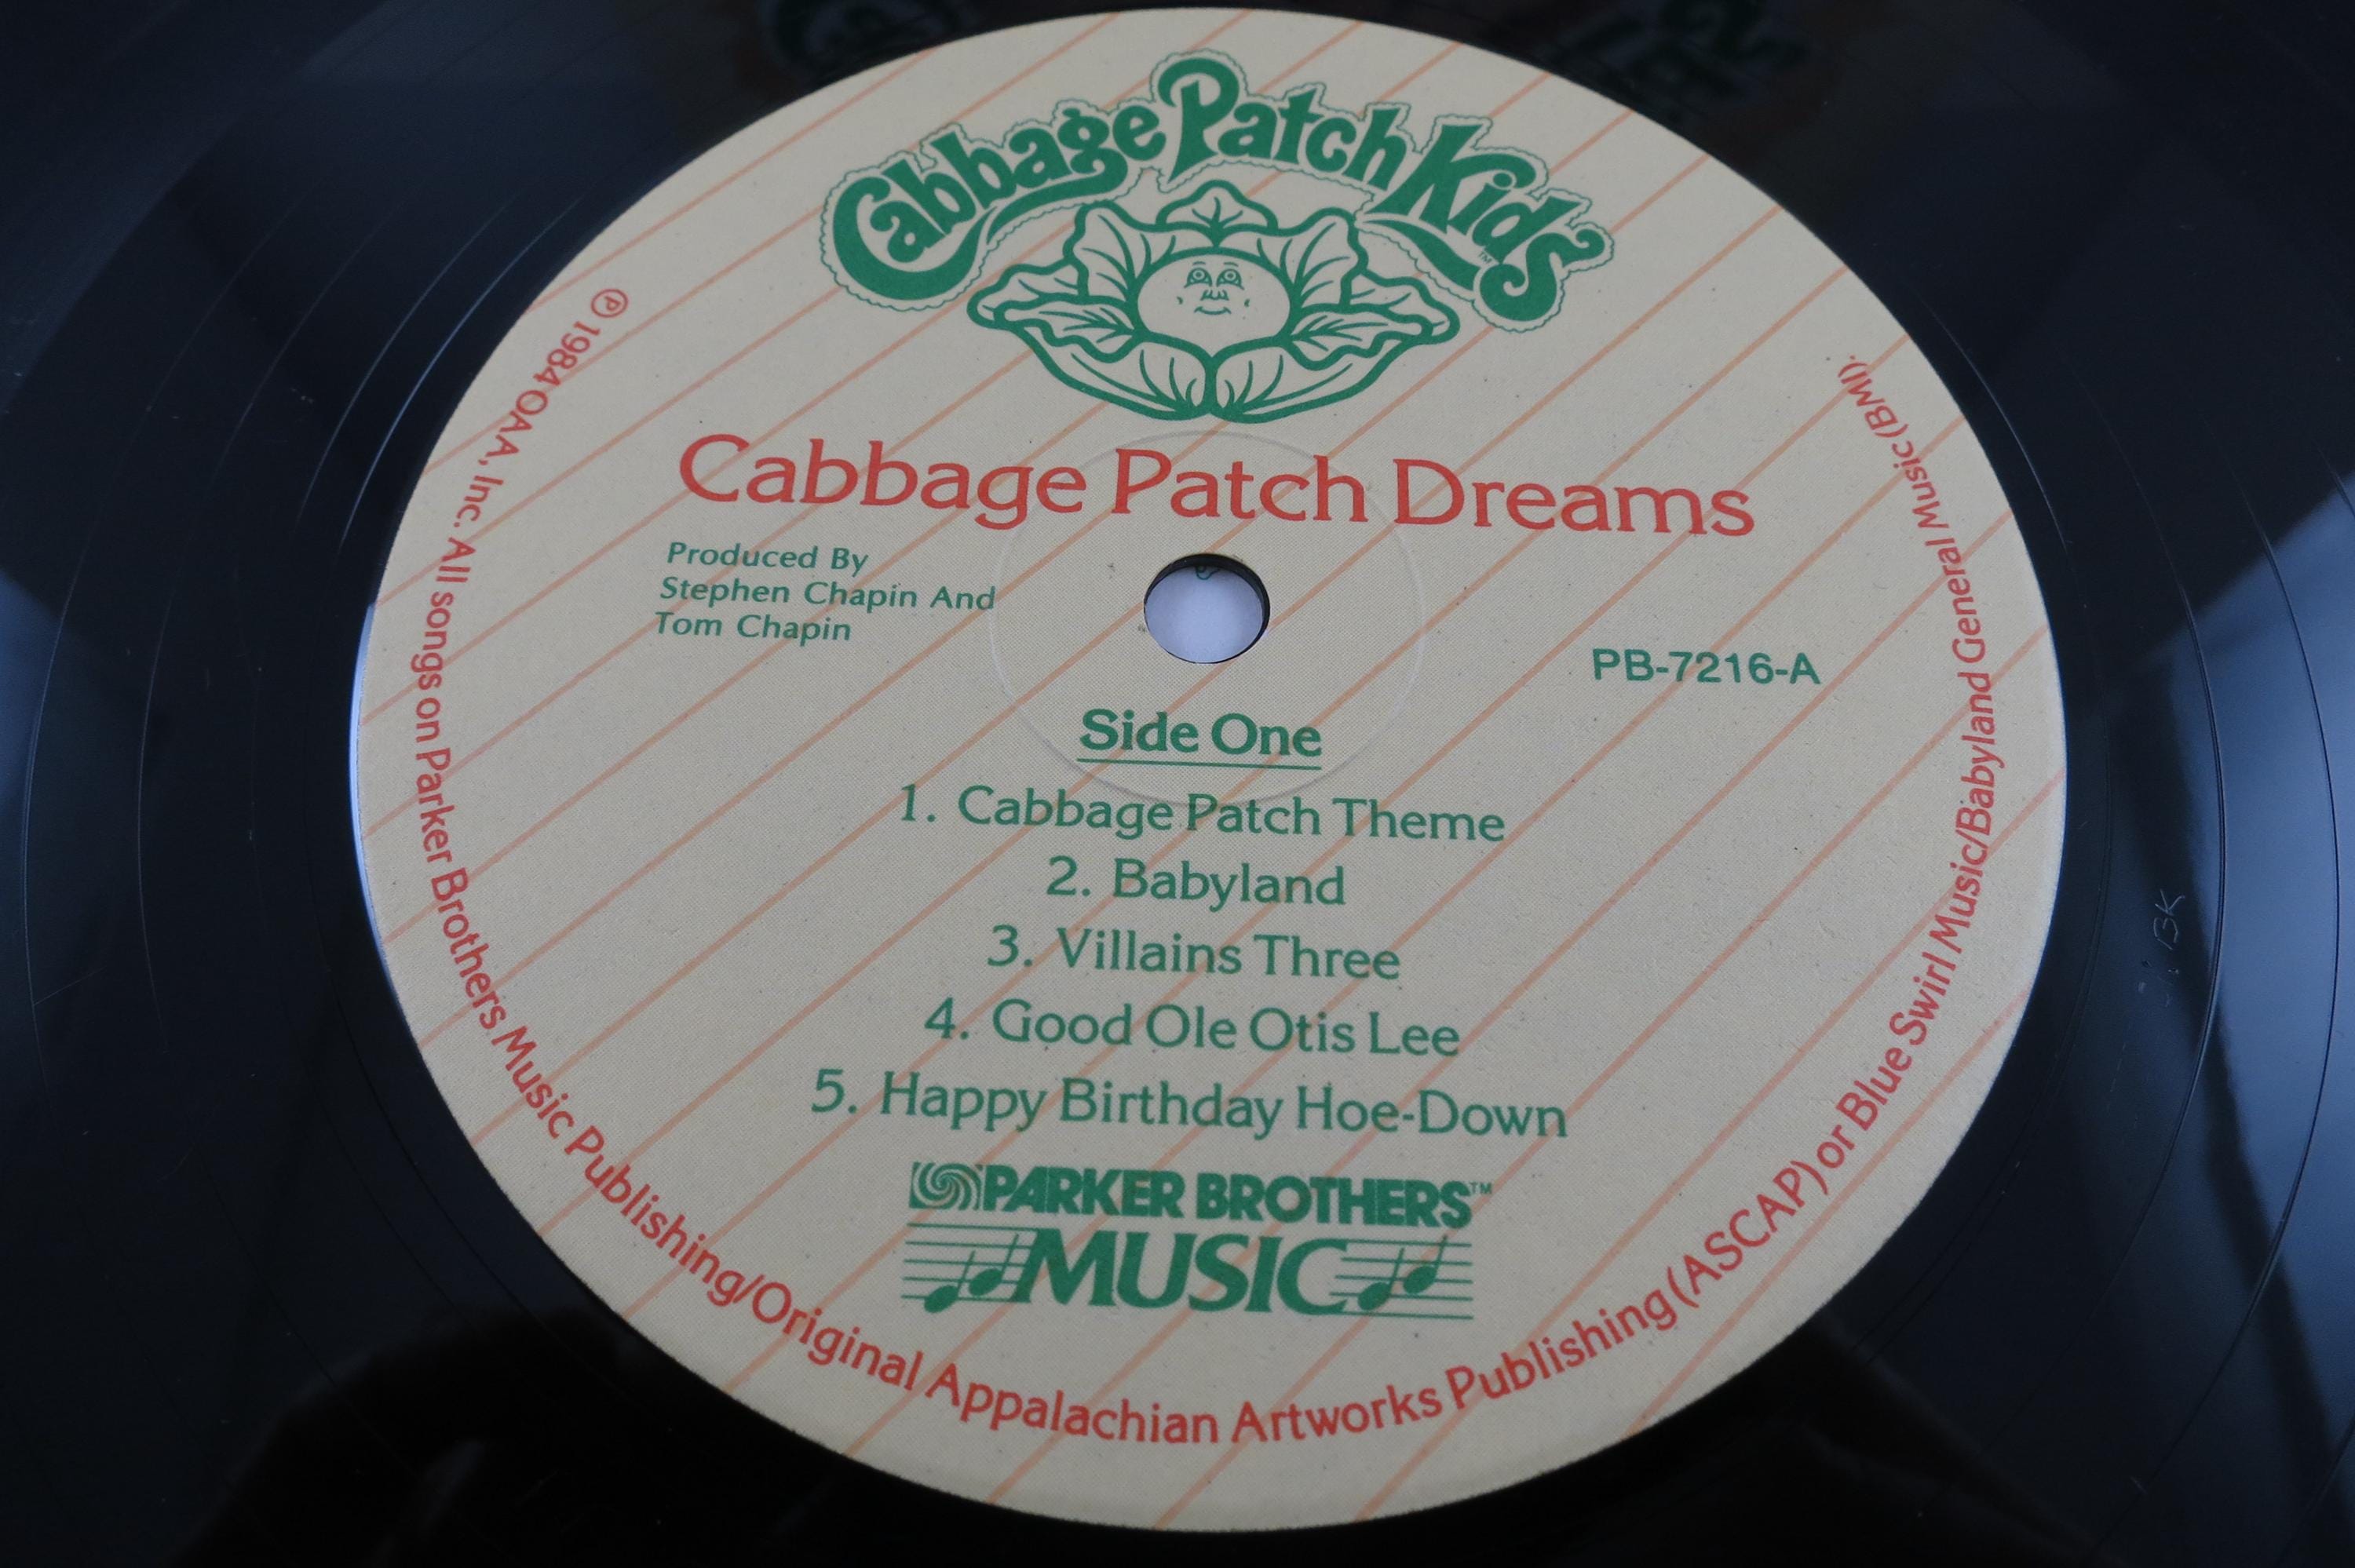 Cabbage Patch Kids™
Cabbage Patch Dreams
Produced By
Stephen Chapin And
Tom Chapin
PB-7216-A
Side One
1. Cabbage Patch Theme
2. Babyland
3. Villains Three
4. Good Ole Otis Lee
5. Happy Birthday Hoe-Down
PARKER BROTHERS™
MUSIC
℗ 1984 OAA, Inc. All songs on Parker Brothers Music Publishing/Original Appalachian Artworks Publishing (ASCAP) or Blue Swirl Music/Babyland General Music (BMI).